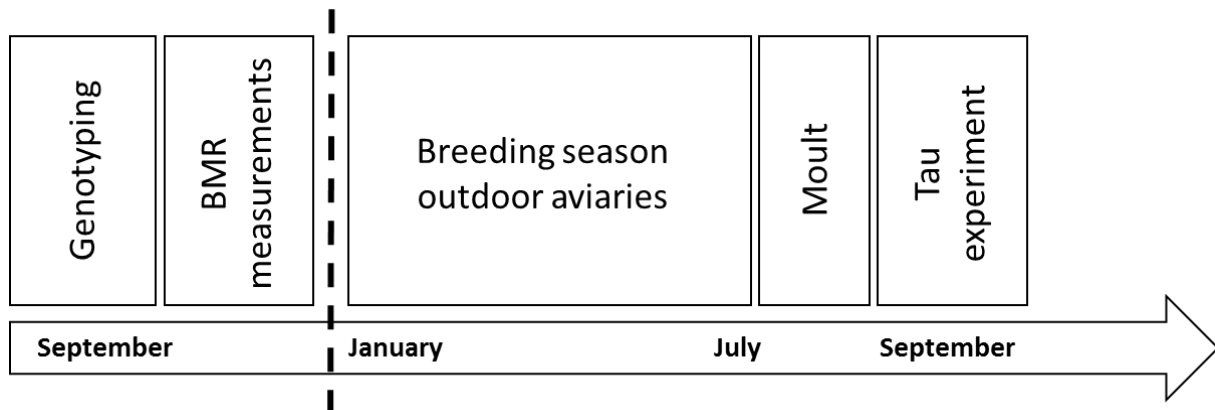 Genotyping
BMR
measurements
Breeding season
outdoor aviaries
Moult
Tau
experiment
September
January
July
September